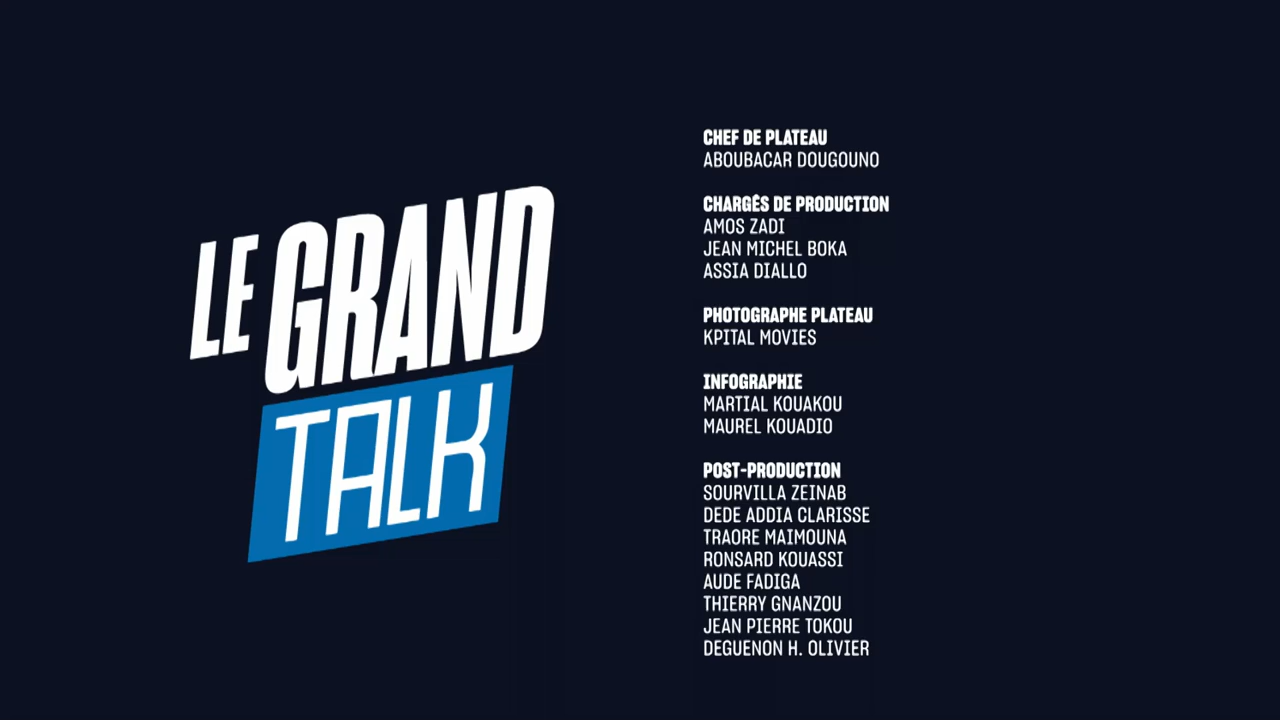 LE GRAND
TALK
CHEF DE PLATEAU
ABOUBACAR DOUGOUNO
CHARGÉS DE PRODUCTION
AMOS ZADI
JEAN MICHEL BOKA
ASSIA DIALLO
PHOTOGRAPHE PLATEAU
KPITAL MOVIES
INFOGRAPHIE
MARTIAL KOUAKOU
MAUREL KOUADIO
POST-PRODUCTION
SOURVILLA ZEINAB
DEDE ADDIA CLARISSE
TRAORE MAIMOUNA
RONSARD KOUASSI
AUDE FADIGA
THIERRY GNANZOU
JEAN PIERRE TOKOU
DEGUENON H. OLIVIER